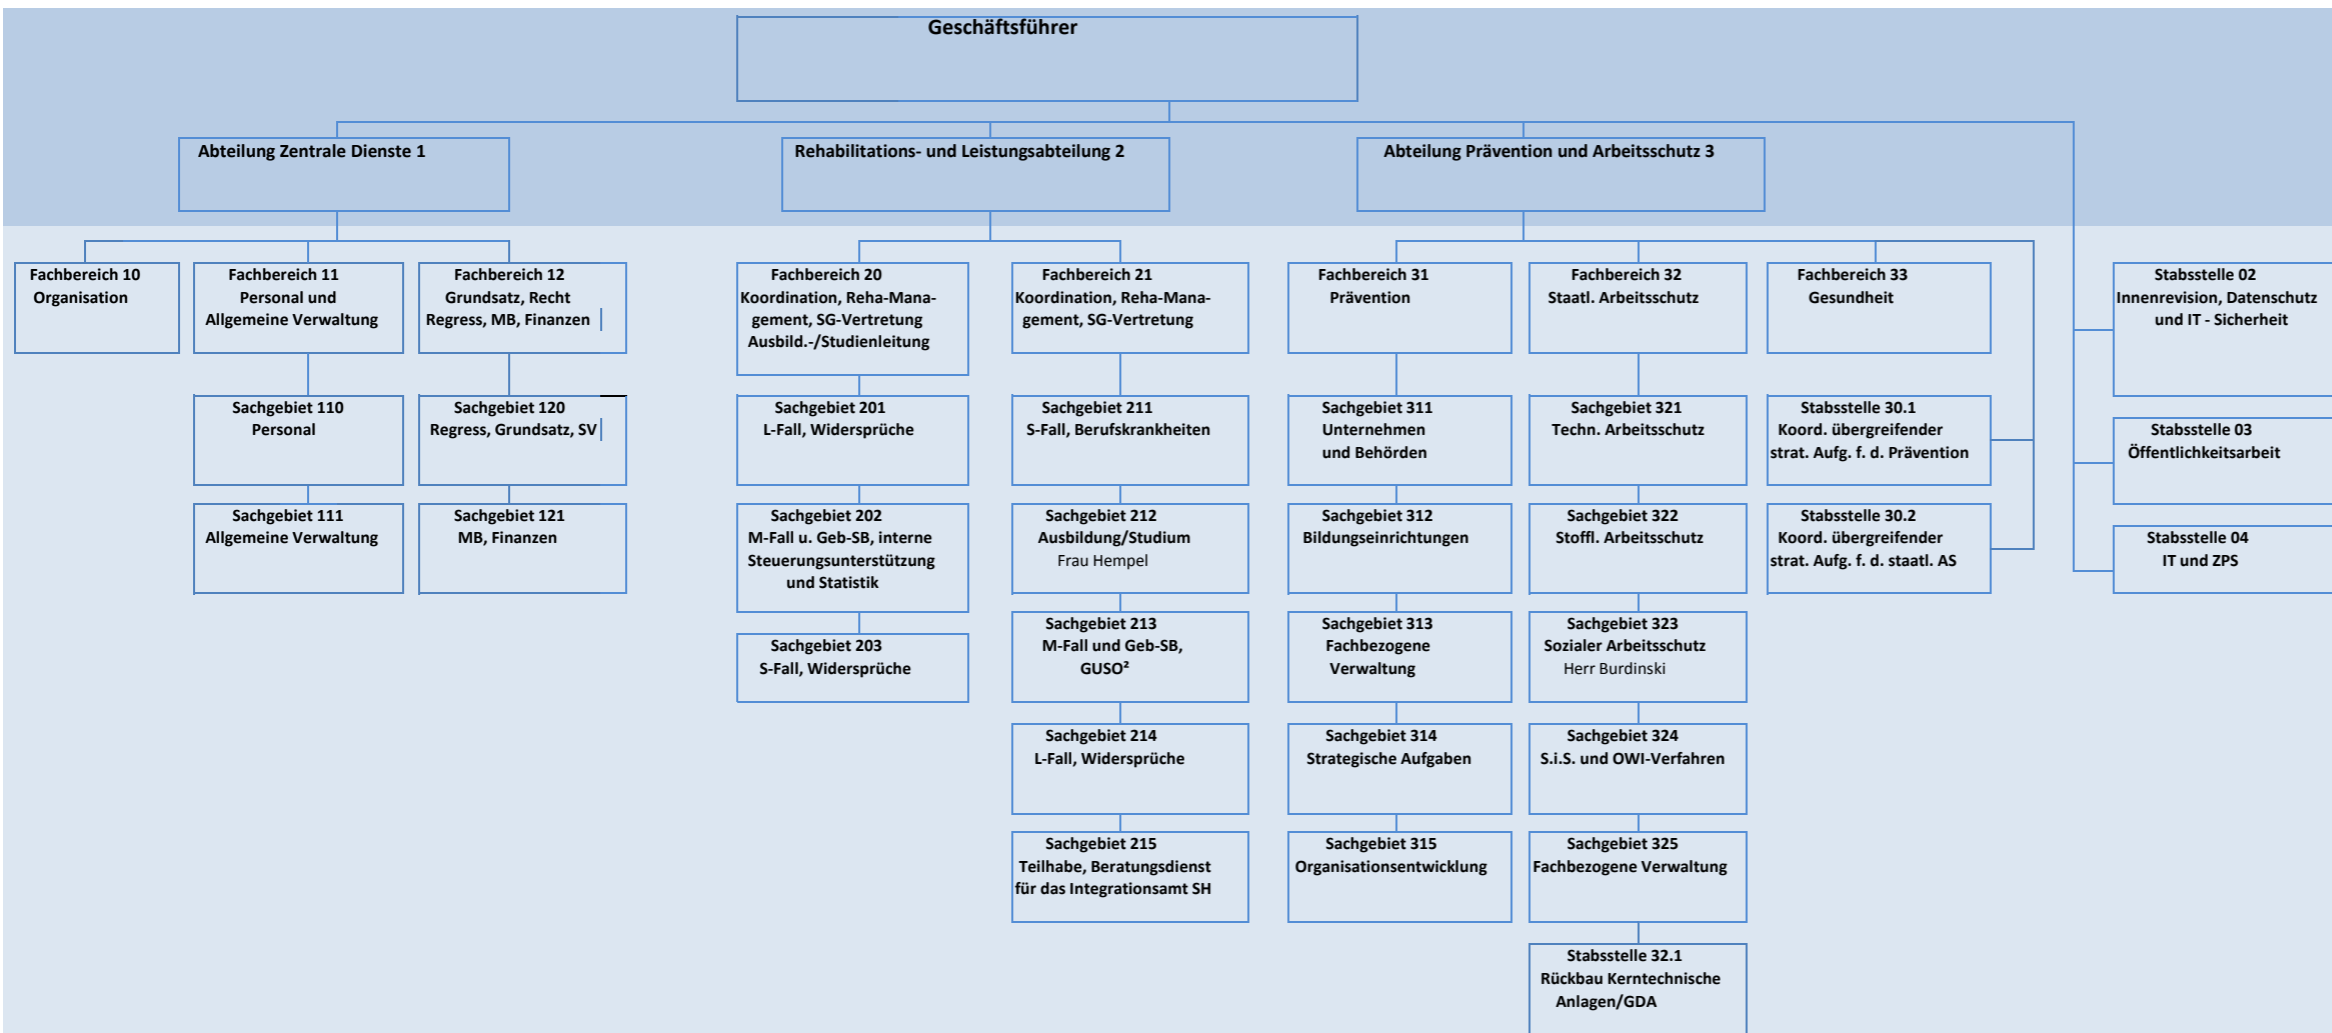 Geschäftsführer
Abteilung Zentrale Dienste 1
Rehabilitations- und Leistungsabteilung 2
Abteilung Prävention und Arbeitsschutz 3
Fachbereich 10
Organisation
Fachbereich 11
Personal und
Allgemeine Verwaltung
Fachbereich 12
Grundsatz, Recht
Regress, MB, Finanzen
Fachbereich 20
Koordination, Reha-Mana-
gement, SG-Vertretung
Ausbild.-/Studienleitung
Fachbereich 21
Koordination, Reha-Mana-
gement, SG-Vertretung
Fachbereich 31
Prävention
Fachbereich 32
Staatl. Arbeitsschutz
Fachbereich 33
Gesundheit
Stabsstelle 02
Innenrevision, Datenschutz
und IT - Sicherheit
Sachgebiet 110
Personal
Sachgebiet 120
Regress, Grundsatz, SV
Sachgebiet 201
L-Fall, Widersprüche
Sachgebiet 211
S-Fall, Berufskrankheiten
Sachgebiet 311
Unternehmen
und Behörden
Sachgebiet 321
Techn. Arbeitsschutz
Stabsstelle 30.1
Koord. übergreifender
strat. Aufg. f. d. Prävention
Stabsstelle 03
Öffentlichkeitsarbeit
Sachgebiet 111
Allgemeine Verwaltung
Sachgebiet 121
MB, Finanzen
Sachgebiet 202
M-Fall u. Geb-SB, interne
Steuerungsunterstützung
und Statistik
Sachgebiet 212
Ausbildung/Studium
Frau Hempel
Sachgebiet 312
Bildungseinrichtungen
Sachgebiet 322
Stoffl. Arbeitsschutz
Stabsstelle 30.2
Koord. übergreifender
strat. Aufg. f. d. staatl. AS
Stabsstelle 04
IT und ZPS
Sachgebiet 203
S-Fall, Widersprüche
Sachgebiet 213
M-Fall und Geb-SB,
GUSO²
Sachgebiet 313
Fachbezogene
Verwaltung
Sachgebiet 323
Sozialer Arbeitsschutz
Herr Burdinski
Sachgebiet 214
L-Fall, Widersprüche
Sachgebiet 314
Strategische Aufgaben
Sachgebiet 324
S.i.S. und OWI-Verfahren
Sachgebiet 215
Teilhabe, Beratungsdienst
für das Integrationsamt SH
Sachgebiet 315
Organisationsentwicklung
Sachgebiet 325
Fachbezogene Verwaltung
Stabsstelle 32.1
Rückbau Kerntechnische
Anlagen/GDA